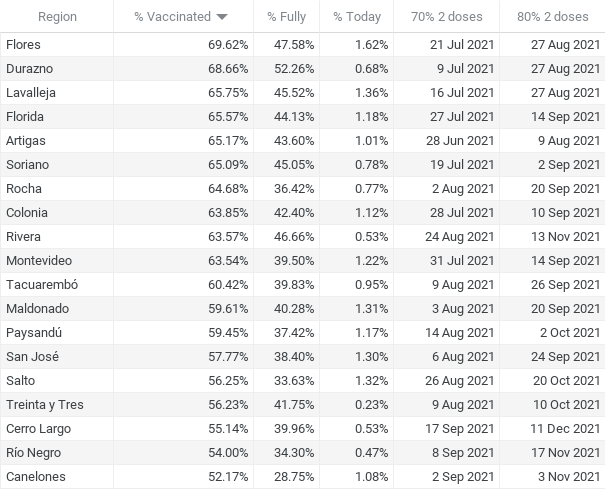 Region % Vaccinated % Fully % Today 70% 2 doses 80% 2 doses
Flores 69.62% 47.58% 1.62% 21 Jul 2021 27 Aug 2021
Durazno 68.66% 52.26% 0.68% 9 Jul 2021 27 Aug 2021
Lavalleja 65.75% 45.52% 1.36% 16 Jul 2021 27 Aug 2021
Florida 65.57% 44.13% 1.18% 27 Jul 2021 14 Sep 2021
Artigas 65.17% 43.60% 1.01% 28 Jun 2021 9 Aug 2021
Soriano 65.09% 45.05% 0.78% 19 Jul 2021 2 Sep 2021
Rocha 64.68% 36.42% 0.77% 2 Aug 2021 20 Sep 2021
Colonia 63.85% 42.40% 1.12% 28 Jul 2021 10 Sep 2021
Rivera 63.57% 46.66% 0.53% 24 Aug 2021 13 Nov 2021
Montevideo 63.54% 39.50% 1.22% 31 Jul 2021 14 Sep 2021
Tacuarembó 60.42% 39.83% 0.95% 9 Aug 2021 26 Sep 2021
Maldonado 59.61% 40.28% 1.31% 3 Aug 2021 20 Sep 2021
Paysandú 59.45% 37.42% 1.17% 14 Aug 2021 2 Oct 2021
San José 57.77% 38.40% 1.30% 6 Aug 2021 24 Sep 2021
Salto 56.25% 33.63% 1.32% 26 Aug 2021 20 Oct 2021
Treinta y Tres 56.23% 41.75% 0.23% 9 Aug 2021 10 Oct 2021
Cerro Largo 55.14% 39.96% 0.53% 17 Sep 2021 11 Dec 2021
Río Negro 54.00% 34.30% 0.47% 8 Sep 2021 17 Nov 2021
Canelones 52.17% 28.75% 1.08% 2 Sep 2021 3 Nov 2021